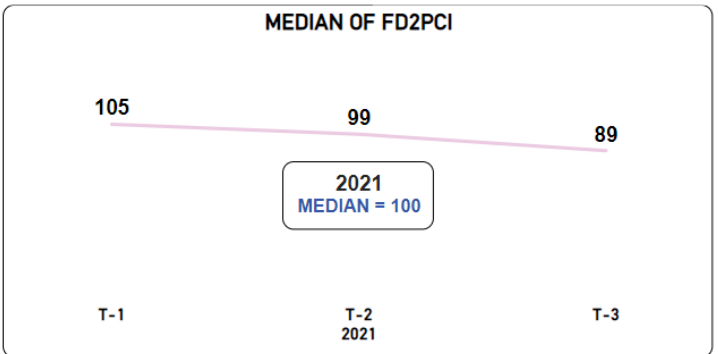 MEDIAN OF FD2PCI
105
99
89
2021
MEDIAN = 100
T-1
T-2
T-3
2021